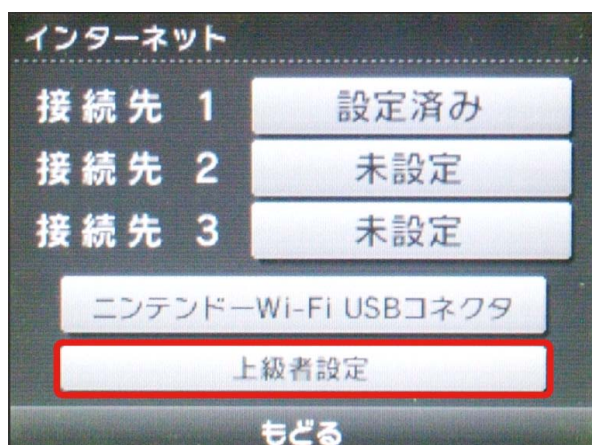 インターネット
接続先 1 設定済み
接続先 2 未設定
接続先 3 未設定
ニンテンドーWi-Fi USBコネクタ
上級者設定
もどる